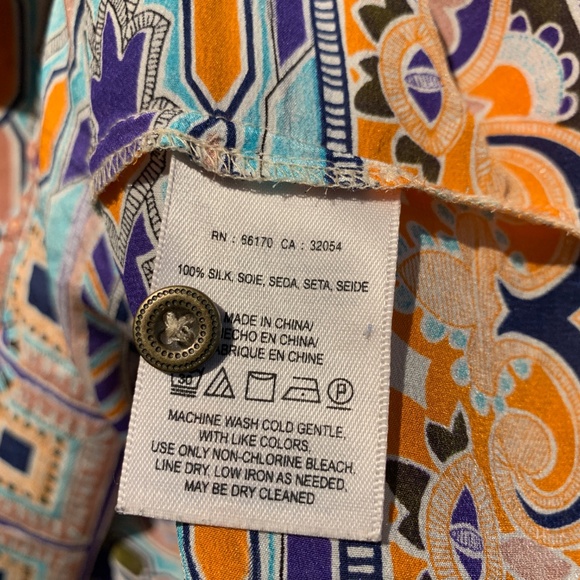 RN : 66170 CA : 32054
100% SILK, SOIE, SEDA, SETA, SEIDE
MADE IN CHINA/
HECHO EN CHINA/
FABRIQUE EN CHINE
30 P
MACHINE WASH COLD GENTLE,
WITH LIKE COLORS.
USE ONLY NON-CHLORINE BLEACH.
LINE DRY. LOW IRON AS NEEDED.
MAY BE DRY CLEANED